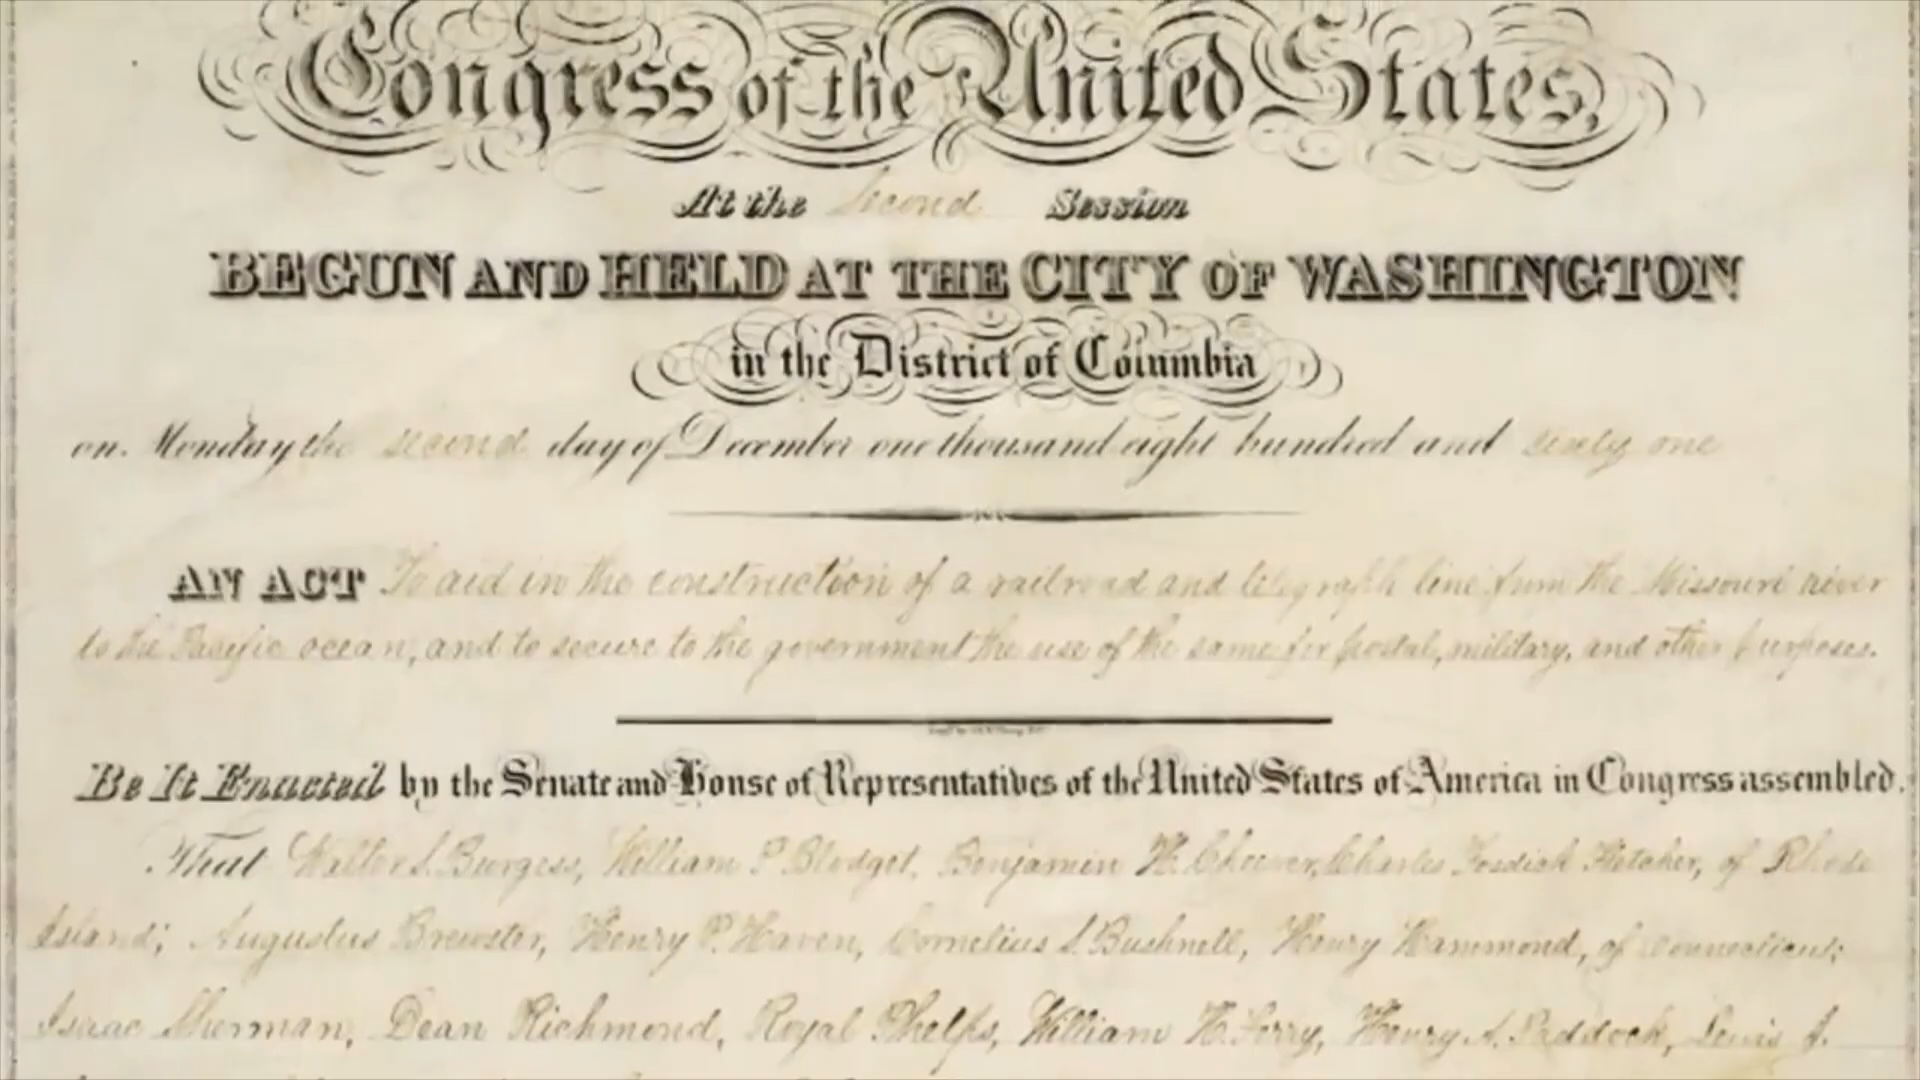 Congress of the United States,
At the Second Session
BEGUN AND HELD AT THE CITY OF WASHINGTON
in the District of Columbia
on Monday the second day of December one thousand eight hundred and sixty one
AN ACT To aid in the construction of a railroad and telegraph line from the Missouri river
to the Pacific ocean, and to secure to the government the use of the same for postal, military, and other purposes.
Be It Enacted by the Senate and House of Representatives of the United States of America in Congress assembled,
That Walter S. Burgess, William P. Blodget, Benjamin H. Cheever, Charles Fosdick Fletcher, of Rhode
Island; Augustus Brewster, Henry P. Haven, Cornelius S. Bushnell, Henry Hammond, of Connecticut;
Isaac Sherman, Dean Richmond, Royal Phelps, William H. Ferry, Henry A. Paddock, Lewis J.